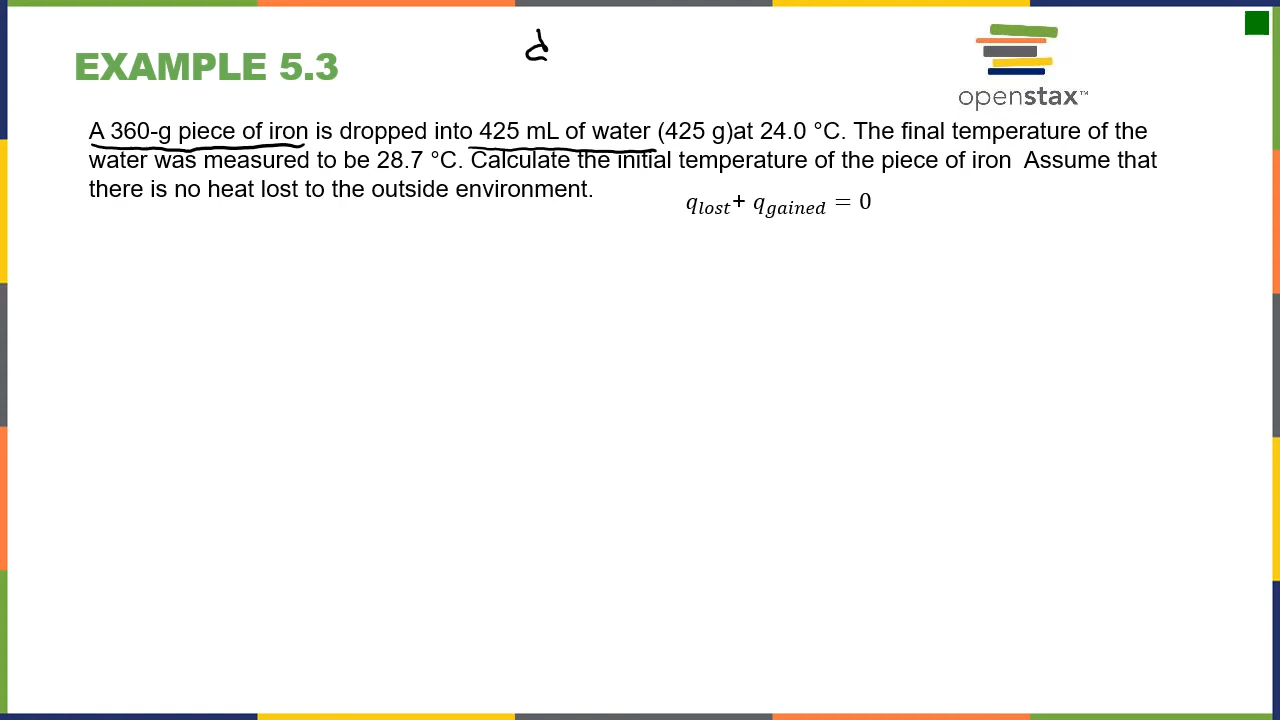 EXAMPLE 5.3
openstax™
A 360-g piece of iron is dropped into 425 mL of water (425 g)at 24.0 °C. The final temperature of the
water was measured to be 28.7 °C. Calculate the initial temperature of the piece of iron  Assume that
there is no heat lost to the outside environment.
q_lost + q_gained = 0